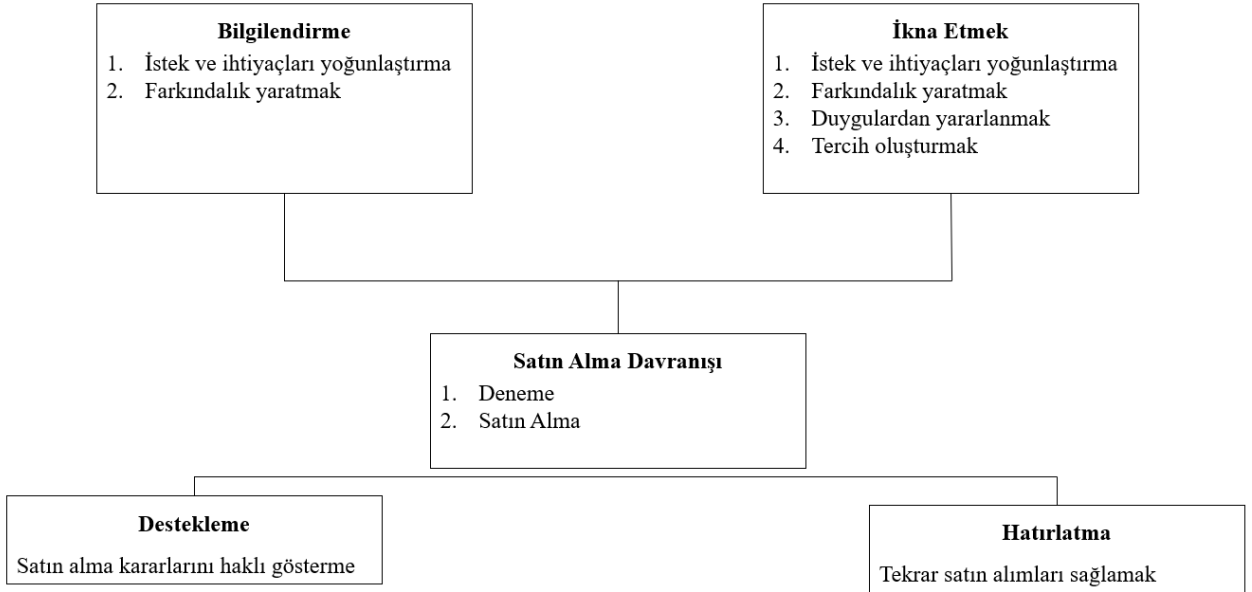 Bilgilendirme
1. İstek ve ihtiyaçları yoğunlaştırma
2. Farkındalık yaratmak
İkna Etmek
1. İstek ve ihtiyaçları yoğunlaştırma
2. Farkındalık yaratmak
3. Duygulardan yararlanmak
4. Tercih oluşturmak
Satın Alma Davranışı
1. Deneme
2. Satın Alma
Destekleme
Satın alma kararlarını haklı gösterme
Hatırlatma
Tekrar satın alımları sağlamak